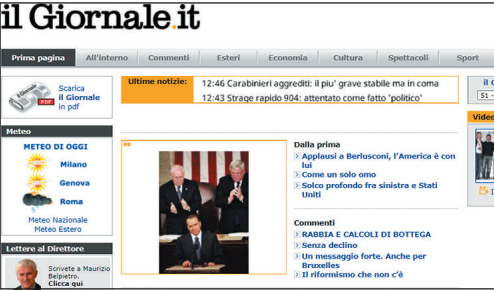 il Giornale.it
Prima pagina All'interno Commenti Esteri Economia Cultura Spettacoli Sport
Scarica
il Giornale
in pdf
PDF
Meteo
METEO DI OGGI
Milano
Genova
Roma
Meteo Nazionale
Meteo Estero
Lettere al Direttore
Scrivete a Maurizio
Belpietro.
Clicca qui
Ultime notizie:
12:46 Carabinieri aggrediti: il piu' grave stabile ma in coma
12:43 Strage rapido 904: attentato come fatto 'politico'
Dalla prima
Applausi a Berlusconi, l'America è con
lui
Come un solo omo
Solco profondo fra sinistra e Stati
Uniti
Commenti
RABBIA E CALCOLI DI BOTTEGA
Senza declino
Un messaggio forte. Anche per
Bruxelles
Il riformismo che non c'è
il G
51 -
Video